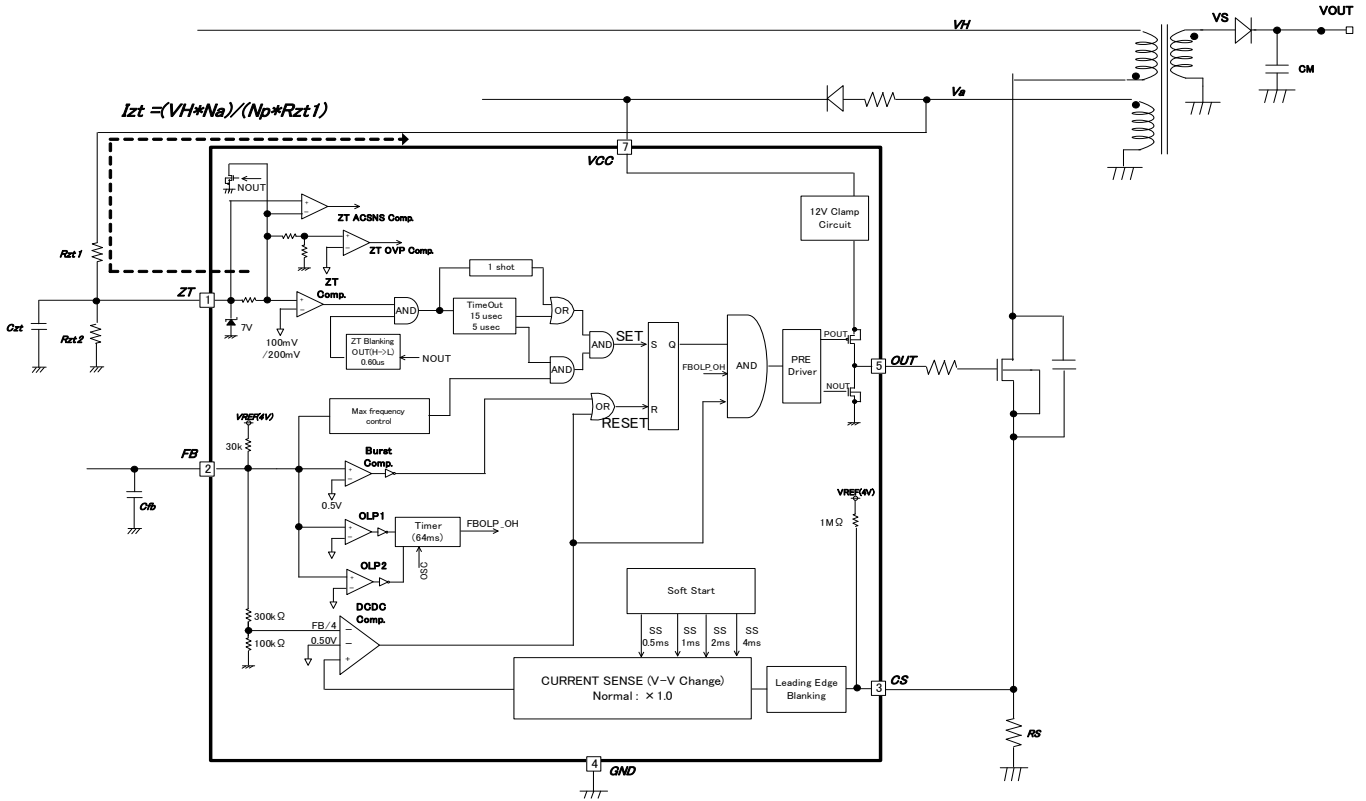 VH
VS
VOUT
CM
Va
Izt =(VH*Na)/(Np*Rzt1)
7
VCC
NOUT
ZT ACSNS Comp.
12V Clamp
Circuit
ZT OVP Comp.
Rzt1
ZT
Comp.
1 shot
ZT
1
AND
TimeOut
15 usec
5 usec
OR
Czt
Rzt2
7V
100mV
/200mV
ZT Blanking
OUT(H->L)
0.60us
NOUT
AND
SET
S
Q
POUT
AND
FBOLP_OH
AND
PRE
Driver
NOUT
5
OUT
Max frequency
control
OR
R
RESET
VREF(4V)
30k
FB
2
Burst
Comp.
0.5V
Cfb
OLP1
Timer
(64ms)
FBOLP_OH
OSC
OLP2
VREF(4V)
1MΩ
Soft Start
DCDC
Comp.
300kΩ
FB/4
0.50V
100kΩ
SS
0.5ms
SS
1ms
SS
2ms
SS
4ms
CURRENT SENSE (V-V Change)
Normal : ×1.0
Leading Edge
Blanking
3
CS
RS
4
GND